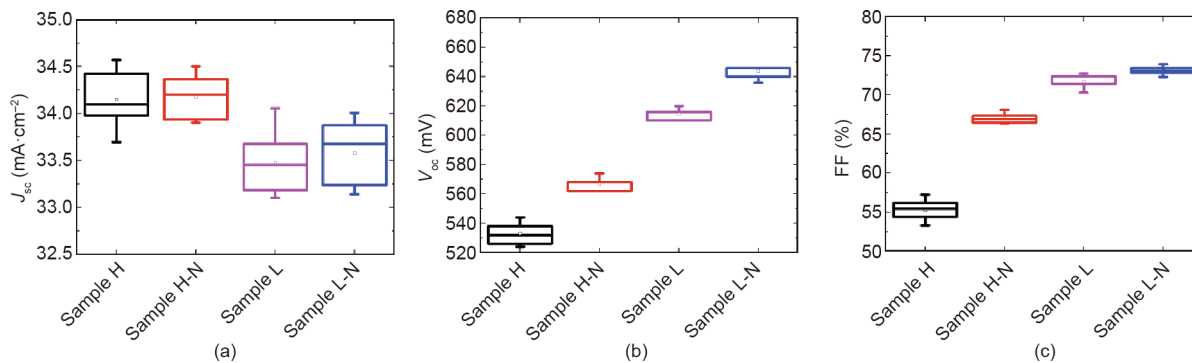 35.0
34.5
34.0
33.5
33.0
32.5
J_sc (mA·cm⁻²)
Sample H
Sample H-N
Sample L
Sample L-N
(a)
680
660
640
620
600
580
560
540
520
V_oc (mV)
Sample H
Sample H-N
Sample L
Sample L-N
(b)
80
75
70
65
60
55
50
FF (%)
Sample H
Sample H-N
Sample L
Sample L-N
(c)